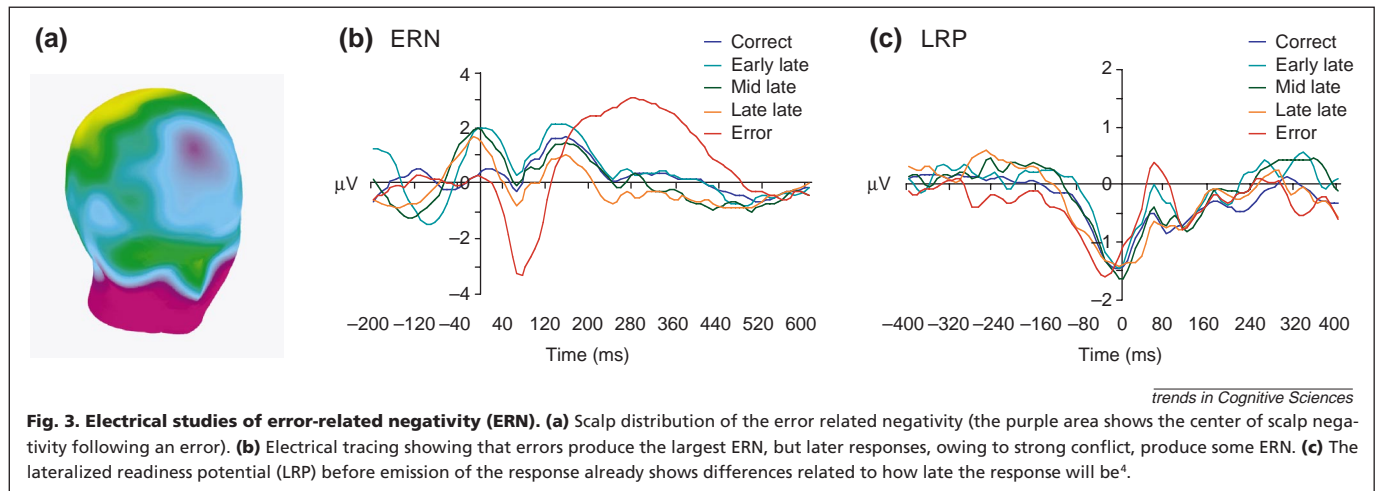 (a)
(b) ERN
Correct
Early late
Mid late
Late late
Error
4
2
μV
0
−2
−4
−200 −120 −40 40 120 200 280 360 440 520 600
Time (ms)
(c) LRP
Correct
Early late
Mid late
Late late
Error
2
1
μV
0
−1
−2
−400 −320 −240 −160 −80 0 80 160 240 320 400
Time (ms)
trends in Cognitive Sciences
Fig. 3. Electrical studies of error-related negativity (ERN). (a) Scalp distribution of the error related negativity (the purple area shows the center of scalp nega-
tivity following an error). (b) Electrical tracing showing that errors produce the largest ERN, but later responses, owing to strong conflict, produce some ERN. (c) The
lateralized readiness potential (LRP) before emission of the response already shows differences related to how late the response will be⁴.